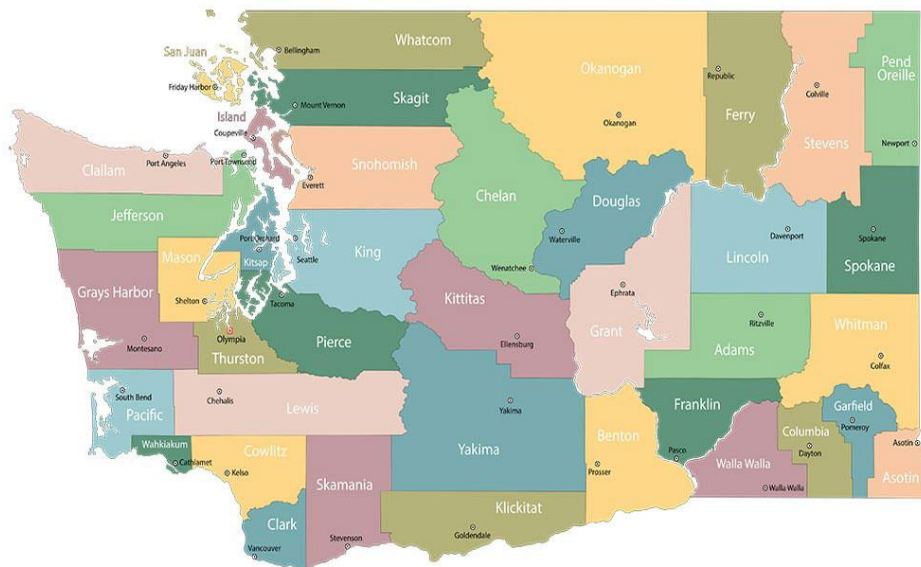 Whatcom
Bellingham
San Juan
Friday Harbor
Skagit
Mount Vernon
Island
Coupeville
Okanogan
Okanogan
Republic
Ferry
Colville
Stevens
Pend
Oreille
Newport
Clallam
Port Angeles
Port Townsend
Snohomish
Everett
Chelan
Wenatchee
Douglas
Waterville
Jefferson
Port Orchard
Kitsap
Seattle
King
Lincoln
Davenport
Spokane
Spokane
Mason
Shelton
Grays Harbor
Montesano
Tacoma
Pierce
Kittitas
Ellensburg
Ephrata
Grant
Ritzville
Adams
Whitman
Colfax
Olympia
Thurston
South Bend
Pacific
Chehalis
Lewis
Yakima
Yakima
Benton
Prosser
Franklin
Pasco
Walla Walla
Walla Walla
Columbia
Dayton
Garfield
Pomeroy
Asotin
Asotin
Wahkiakum
Cathlamet
Cowlitz
Kelso
Skamania
Stevenson
Clark
Vancouver
Klickitat
Goldendale